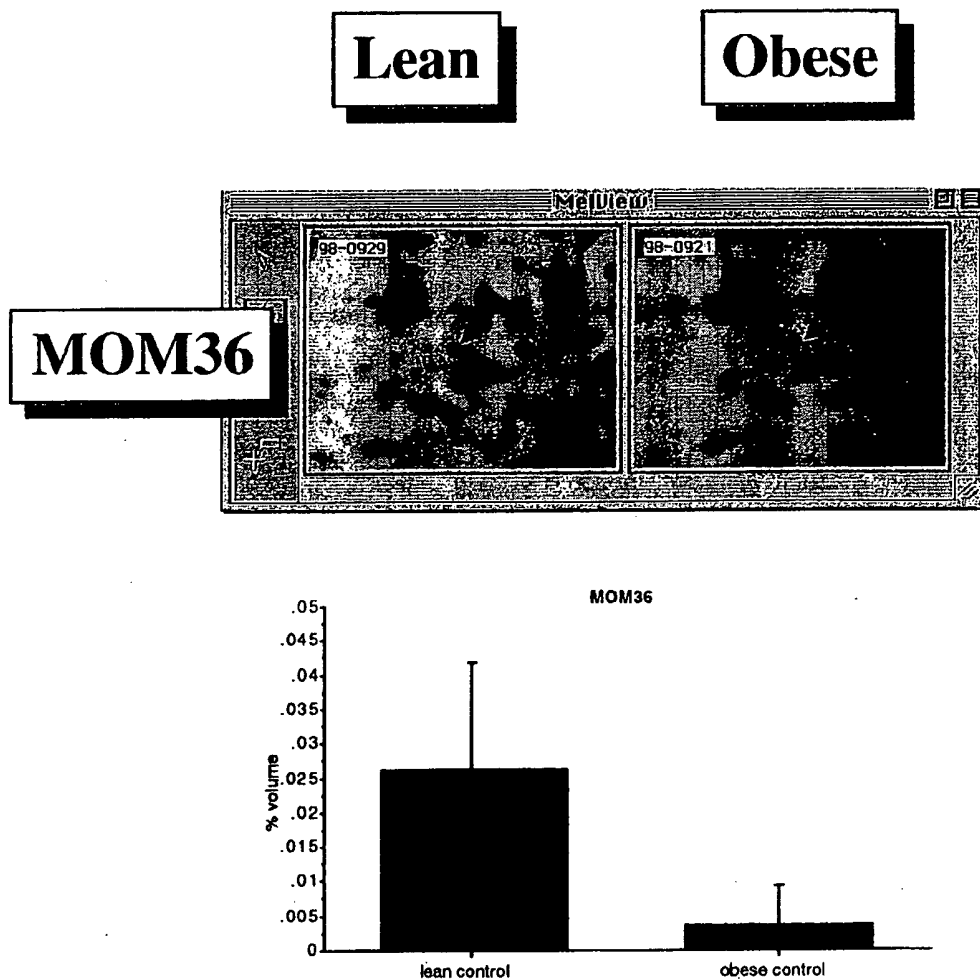 Lean
Obese
MelView
98-0929
98-0921
MOM36
MOM36
.05
.045
.04
.035
.03
.025
.02
.015
.01
.005
0
% volume
lean control
obese control